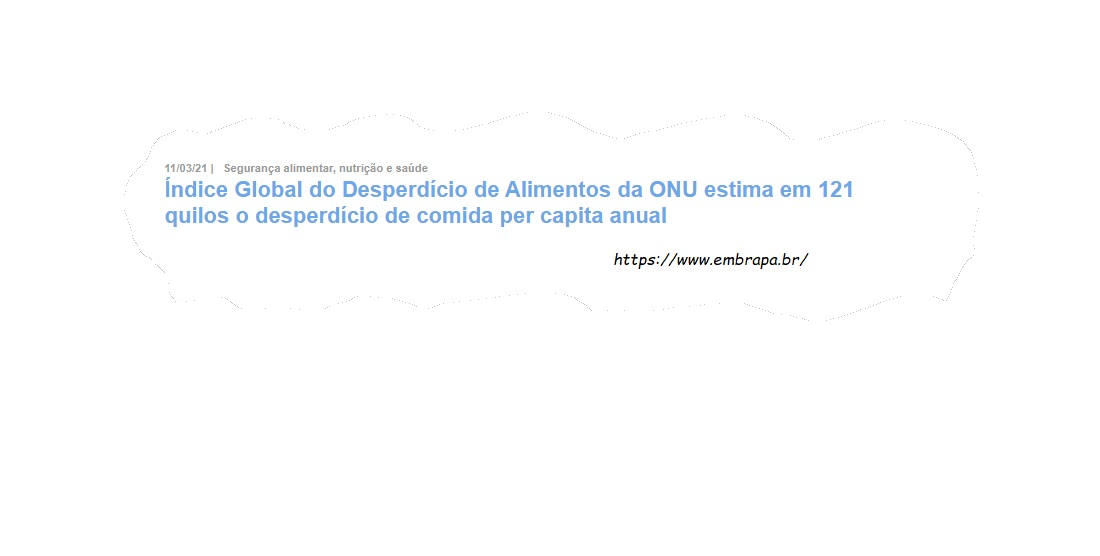 11/03/21 | Segurança alimentar, nutrição e saúde
Índice Global do Desperdício de Alimentos da ONU estima em 121
quilos o desperdício de comida per capita anual
https://www.embrapa.br/